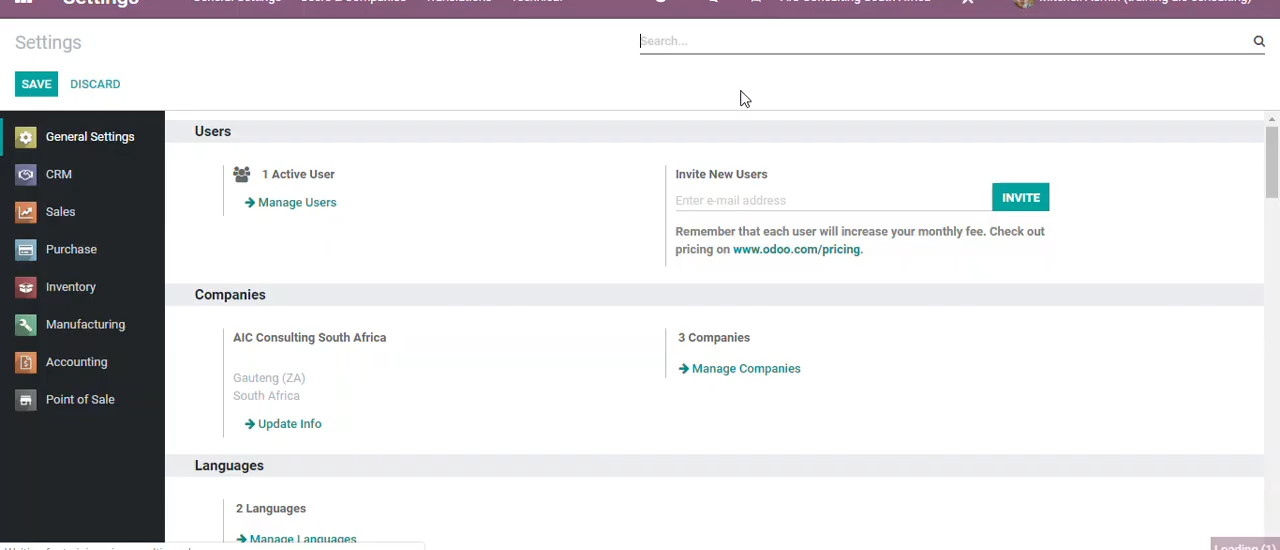 Settings
Settings
Search...
SAVE DISCARD
General Settings
CRM
Sales
Purchase
Inventory
Manufacturing
Accounting
Point of Sale
Users
1 Active User
Manage Users
Invite New Users
Enter e-mail address
INVITE
Remember that each user will increase your monthly fee. Check out
pricing on www.odoo.com/pricing.
Companies
AIC Consulting South Africa
Gauteng (ZA)
South Africa
Update Info
3 Companies
Manage Companies
Languages
2 Languages
Manage Languages
Loading (1)